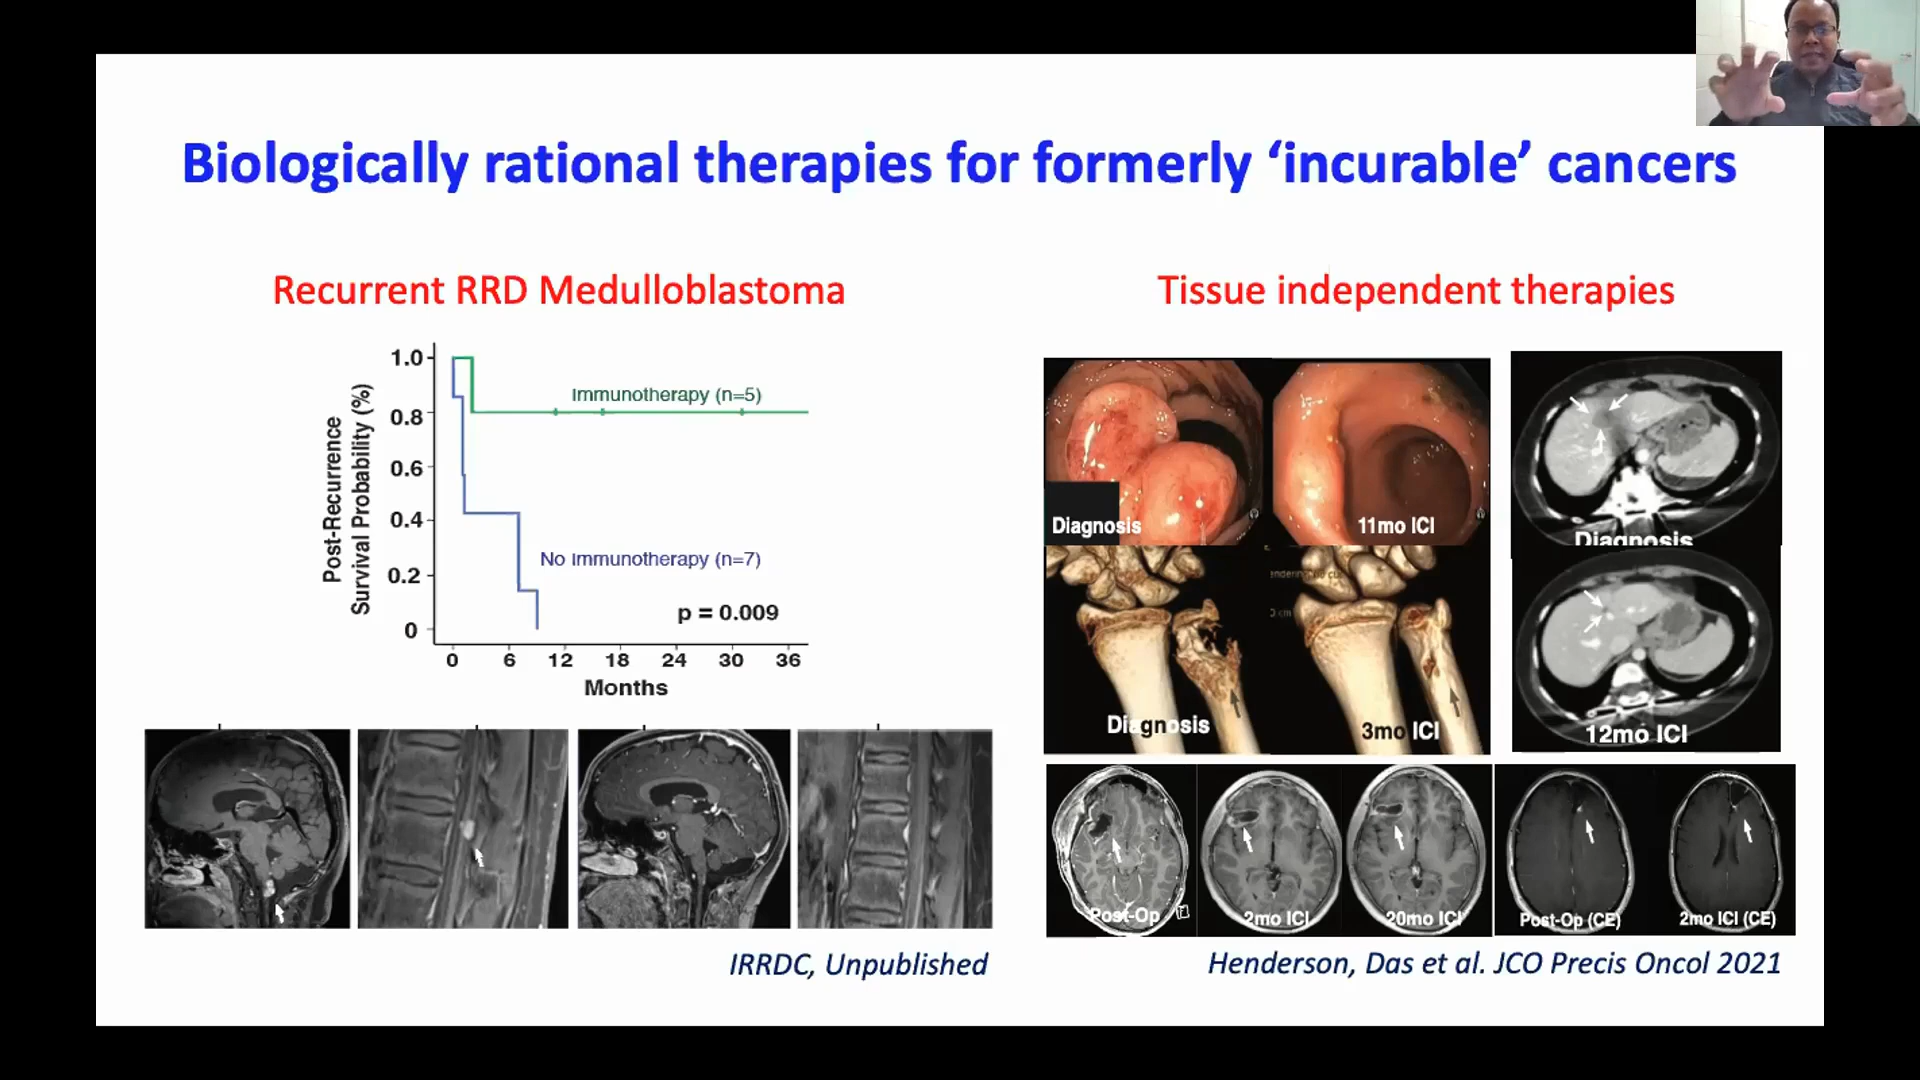 Biologically rational therapies for formerly ‘incurable’ cancers
Recurrent RRD Medulloblastoma
Post-Recurrence
Survival Probability (%)
1.0
0.8
0.6
0.4
0.2
0
Immunotherapy (n=5)
No Immunotherapy (n=7)
p = 0.009
0 6 12 18 24 30 36
Months
IRRDC, Unpublished
Tissue independent therapies
Diagnosis
11mo ICI
Diagnosis
Diagnosis
3mo ICI
12mo ICI
Post-Op
2mo ICI
20mo ICI
Post-Op (CE)
2mo ICI (CE)
Henderson, Das et al. JCO Precis Oncol 2021